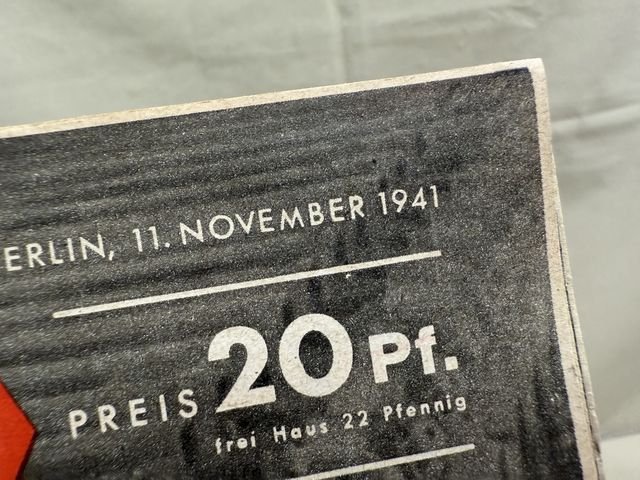 ERLIN, 11. NOVEMBER 1941
PREIS 20 Pf.
frei Haus 22 Pfennig